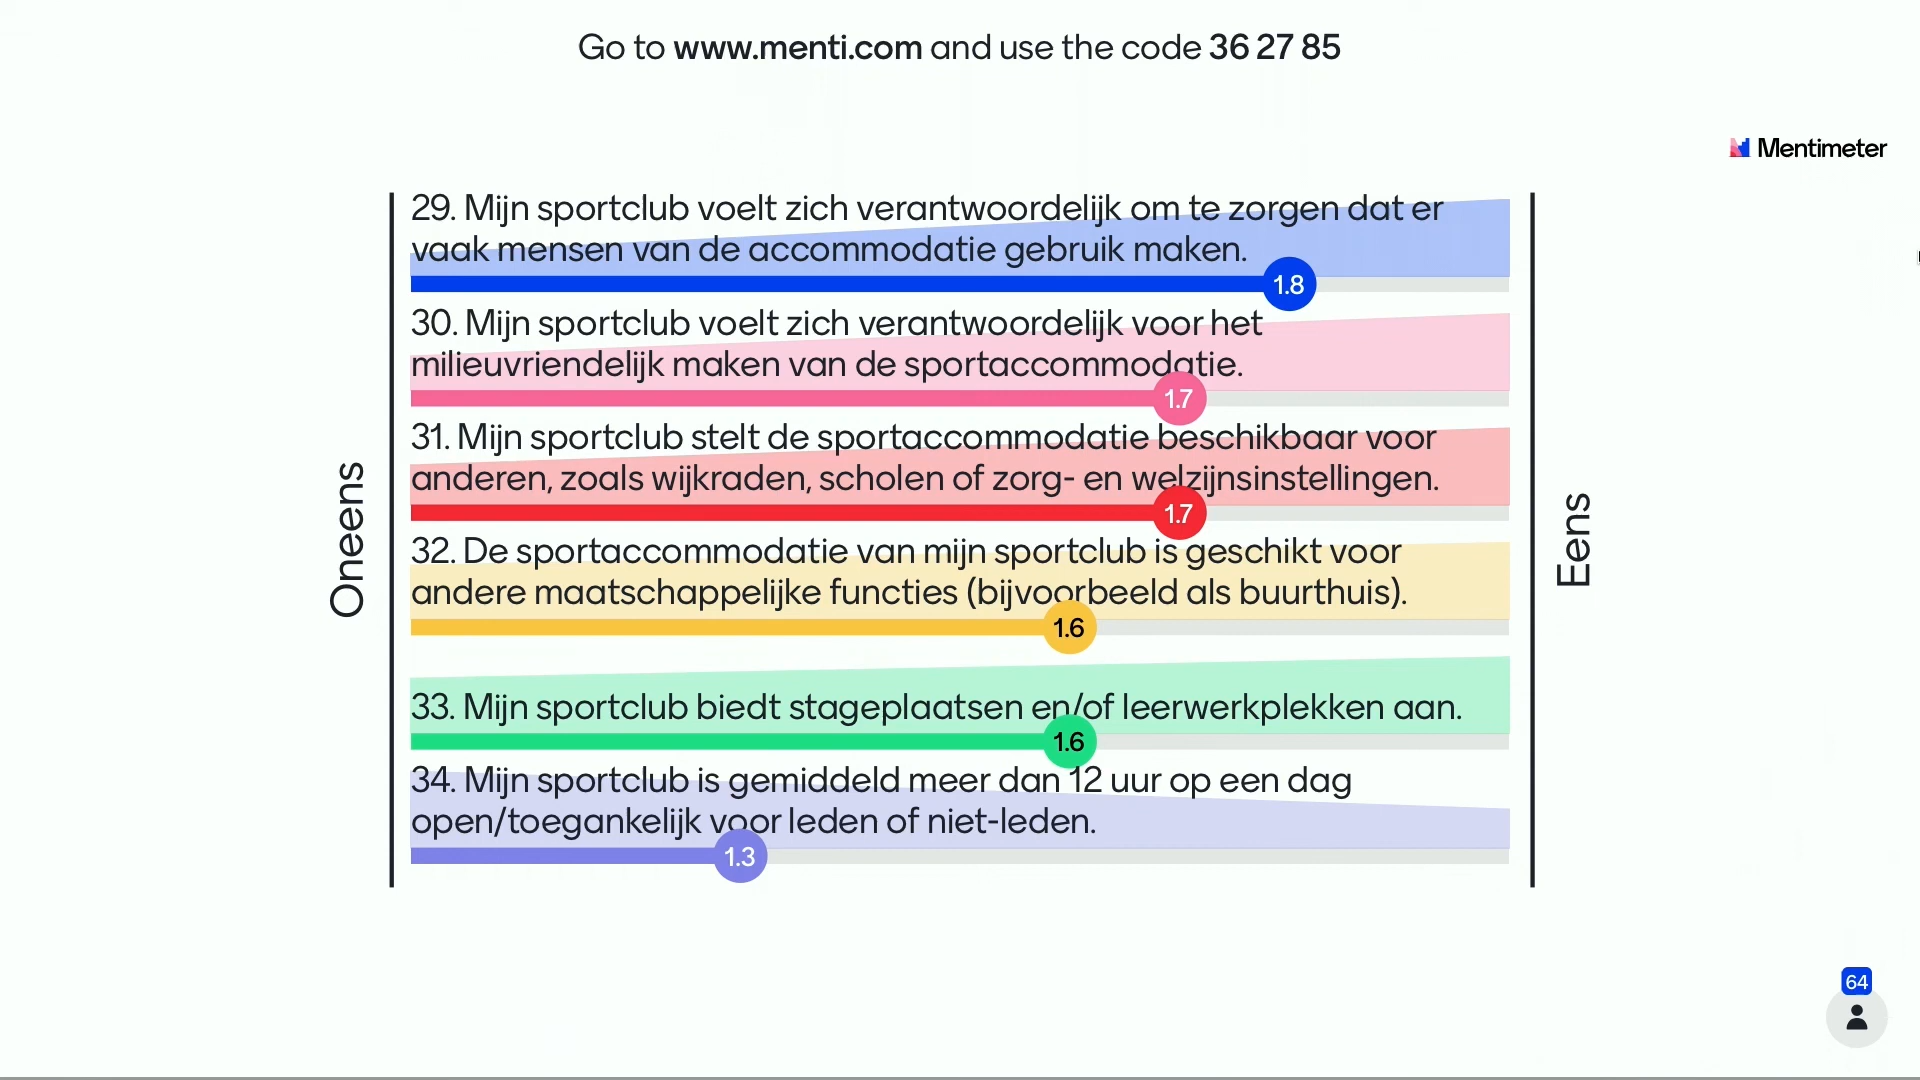 Go to www.menti.com and use the code 36 27 85
Mentimeter
29. Mijn sportclub voelt zich verantwoordelijk om te zorgen dat er
vaak mensen van de accommodatie gebruik maken.
1.8
30. Mijn sportclub voelt zich verantwoordelijk voor het
milieuvriendelijk maken van de sportaccommodatie.
1.7
31. Mijn sportclub stelt de sportaccommodatie beschikbaar voor
anderen, zoals wijkraden, scholen of zorg- en welzijnsinstellingen.
1.7
32. De sportaccommodatie van mijn sportclub is geschikt voor
andere maatschappelijke functies (bijvoorbeeld als buurthuis).
1.6
33. Mijn sportclub biedt stageplaatsen en/of leerwerkplekken aan.
1.6
34. Mijn sportclub is gemiddeld meer dan 12 uur op een dag
open/toegankelijk voor leden of niet-leden.
1.3
Oneens
Eens
64